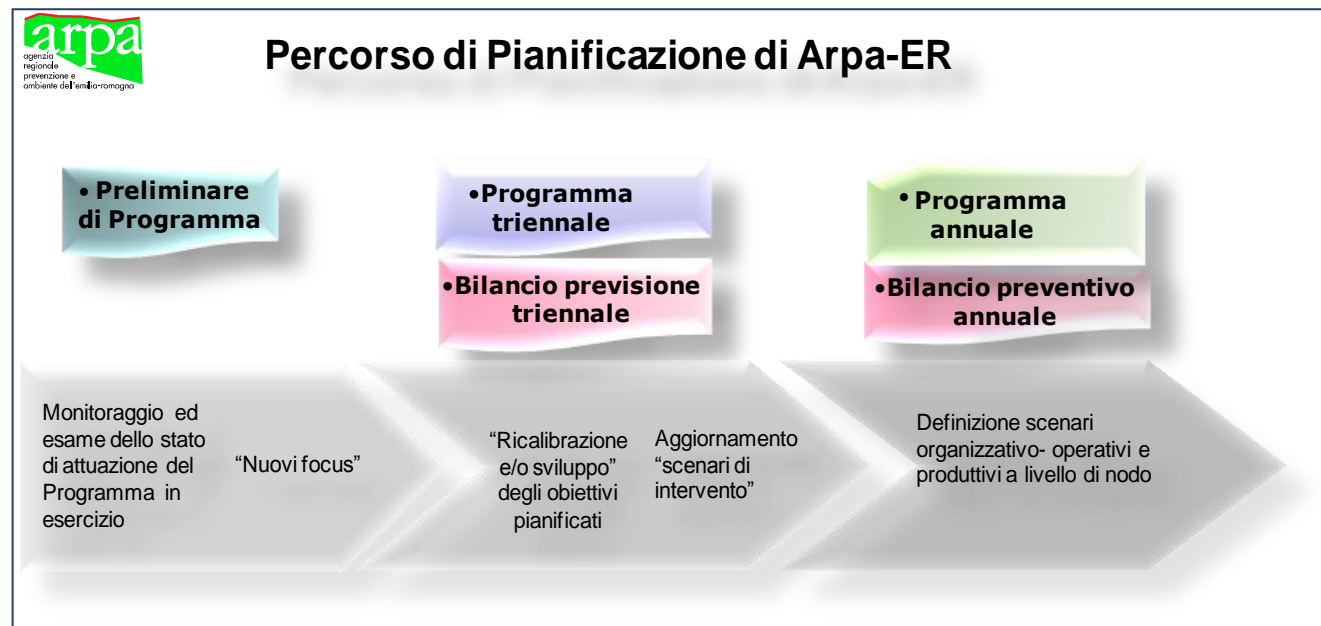 arpa
agenzia
regionale
prevenzione e
ambiente dell'emilia-romagna
Percorso di Pianificazione di Arpa-ER
• Preliminare
di Programma
•Programma
triennale
•Bilancio previsione
triennale
• Programma
annuale
•Bilancio preventivo
annuale
Monitoraggio ed
esame dello stato
di attuazione del
Programma in
esercizio
“Nuovi focus”
“Ricalibrazione
e/o sviluppo”
degli obiettivi
pianificati
Aggiornamento
“scenari di
intervento”
Definizione scenari
organizzativo- operativi e
produttivi a livello di nodo